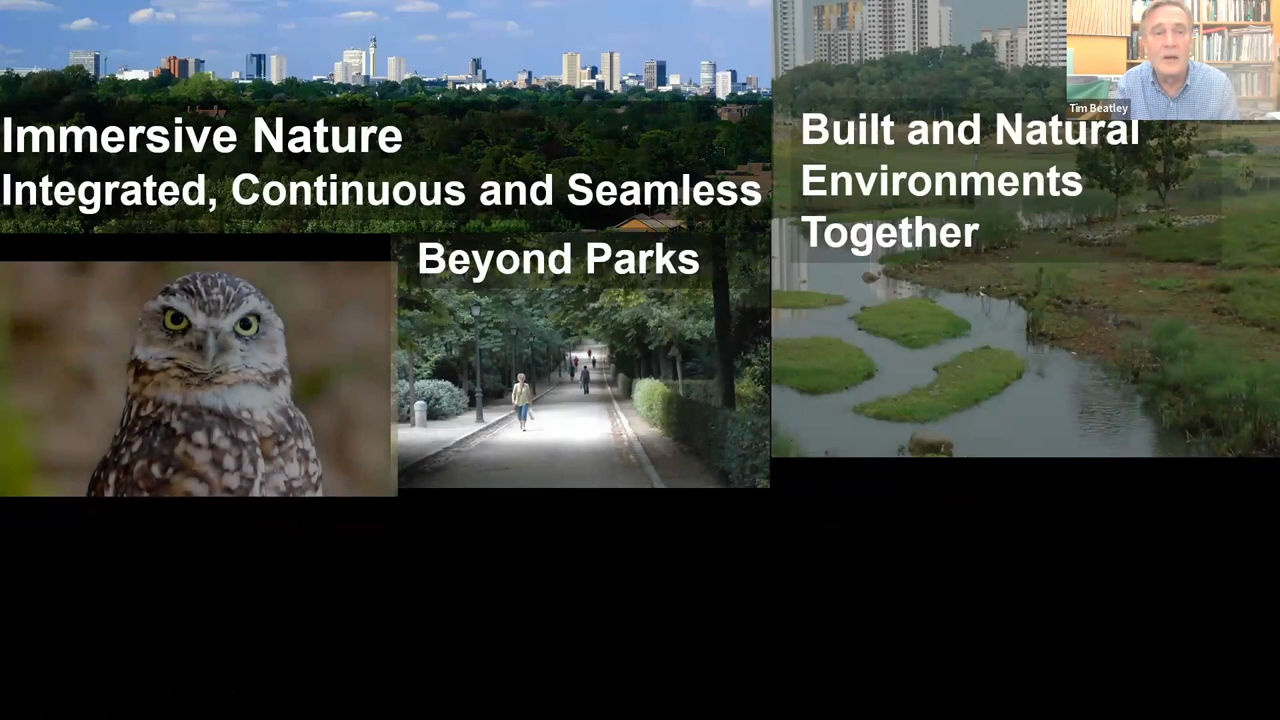 Immersive Nature
Integrated, Continuous and Seamless
Beyond Parks
Built and Natural
Environments
Together
Tim Beatley